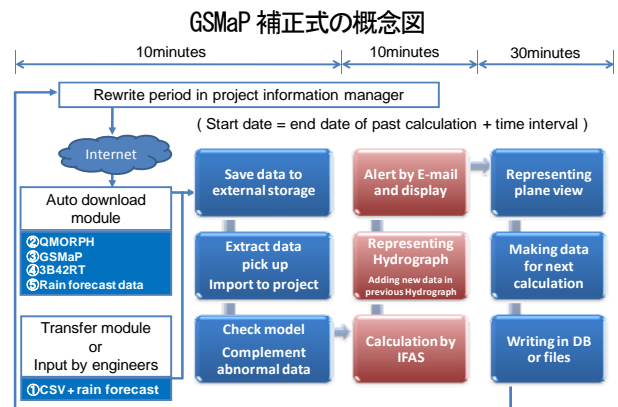 GSMaP 補正式の概念図
10minutes
10minutes
30minutes
Rewrite period in project information manager
( Start date = end date of past calculation + time interval )
Internet
Auto download
module
②QMORPH
③GSMaP
④3B42RT
⑤Rain forecast data
Transfer module
or
Input by engineers
①CSV + rain forecast
Save data to
external storage
Extract data
pick up
Import to project
Check model
Complement
abnormal data
Alert by E-mail
and display
Representing
Hydrograph
Adding new data in
previous Hydrograph
Calculation by
IFAS
Representing
plane view
Making data
for next
calculation
Writing in DB
or files